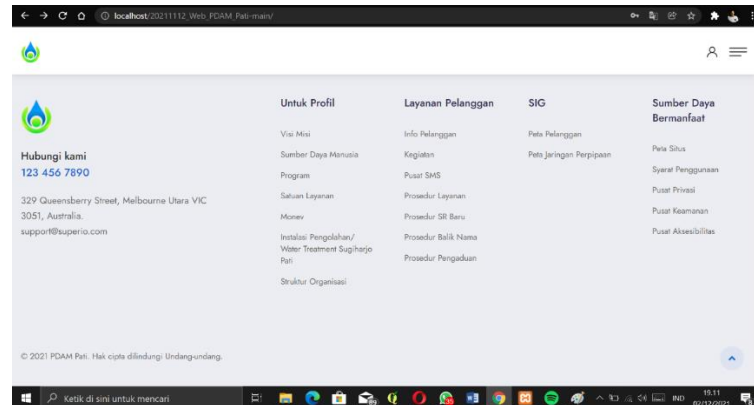 localhost/20211112_Web_PDAM_Pati-main/
Hubungi kami
123 456 7890
329 Queensberry Street, Melbourne Utara VIC
3051, Australia.
support@superio.com
Untuk Profil
Visi Misi
Sumber Daya Manusia
Program
Satuan Layanan
Monev
Instalasi Pengolahan/
Water Treatment Sugiharjo
Pati
Struktur Organisasi
Layanan Pelanggan
Info Pelanggan
Kegiatan
Pusat SMS
Prosedur Layanan
Prosedur SR Baru
Prosedur Balik Nama
Prosedur Pengaduan
SIG
Peta Pelanggan
Peta Jaringan Perpipaan
Sumber Daya
Bermanfaat
Peta Situs
Syarat Penggunaan
Pusat Privasi
Pusat Keamanan
Pusat Aksesibilitas
© 2021 PDAM Pati. Hak cipta dilindungi Undang-undang.
Ketik di sini untuk mencari
IND
19.11
02/12/2021